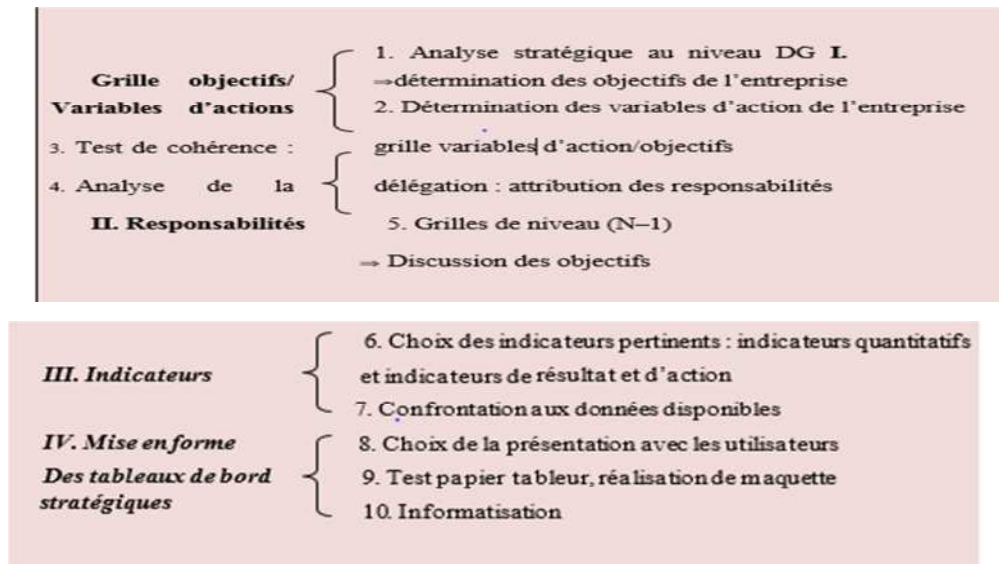 1. Analyse stratégique au niveau DG I.
Grille objectifs/ ⇒détermination des objectifs de l'entreprise
Variables d'actions 2. Détermination des variables d'action de l'entreprise
3. Test de cohérence : grille variables d'action/objectifs
4. Analyse de la délégation : attribution des responsabilités
II. Responsabilités 5. Grilles de niveau (N–1)
⇒ Discussion des objectifs
6. Choix des indicateurs pertinents : indicateurs quantitatifs
III. Indicateurs et indicateurs de résultat et d'action
7. Confrontation aux données disponibles
IV. Mise en forme 8. Choix de la présentation avec les utilisateurs
Des tableaux de bord 9. Test papier tableur, réalisation de maquette
stratégiques 10. Informatisation